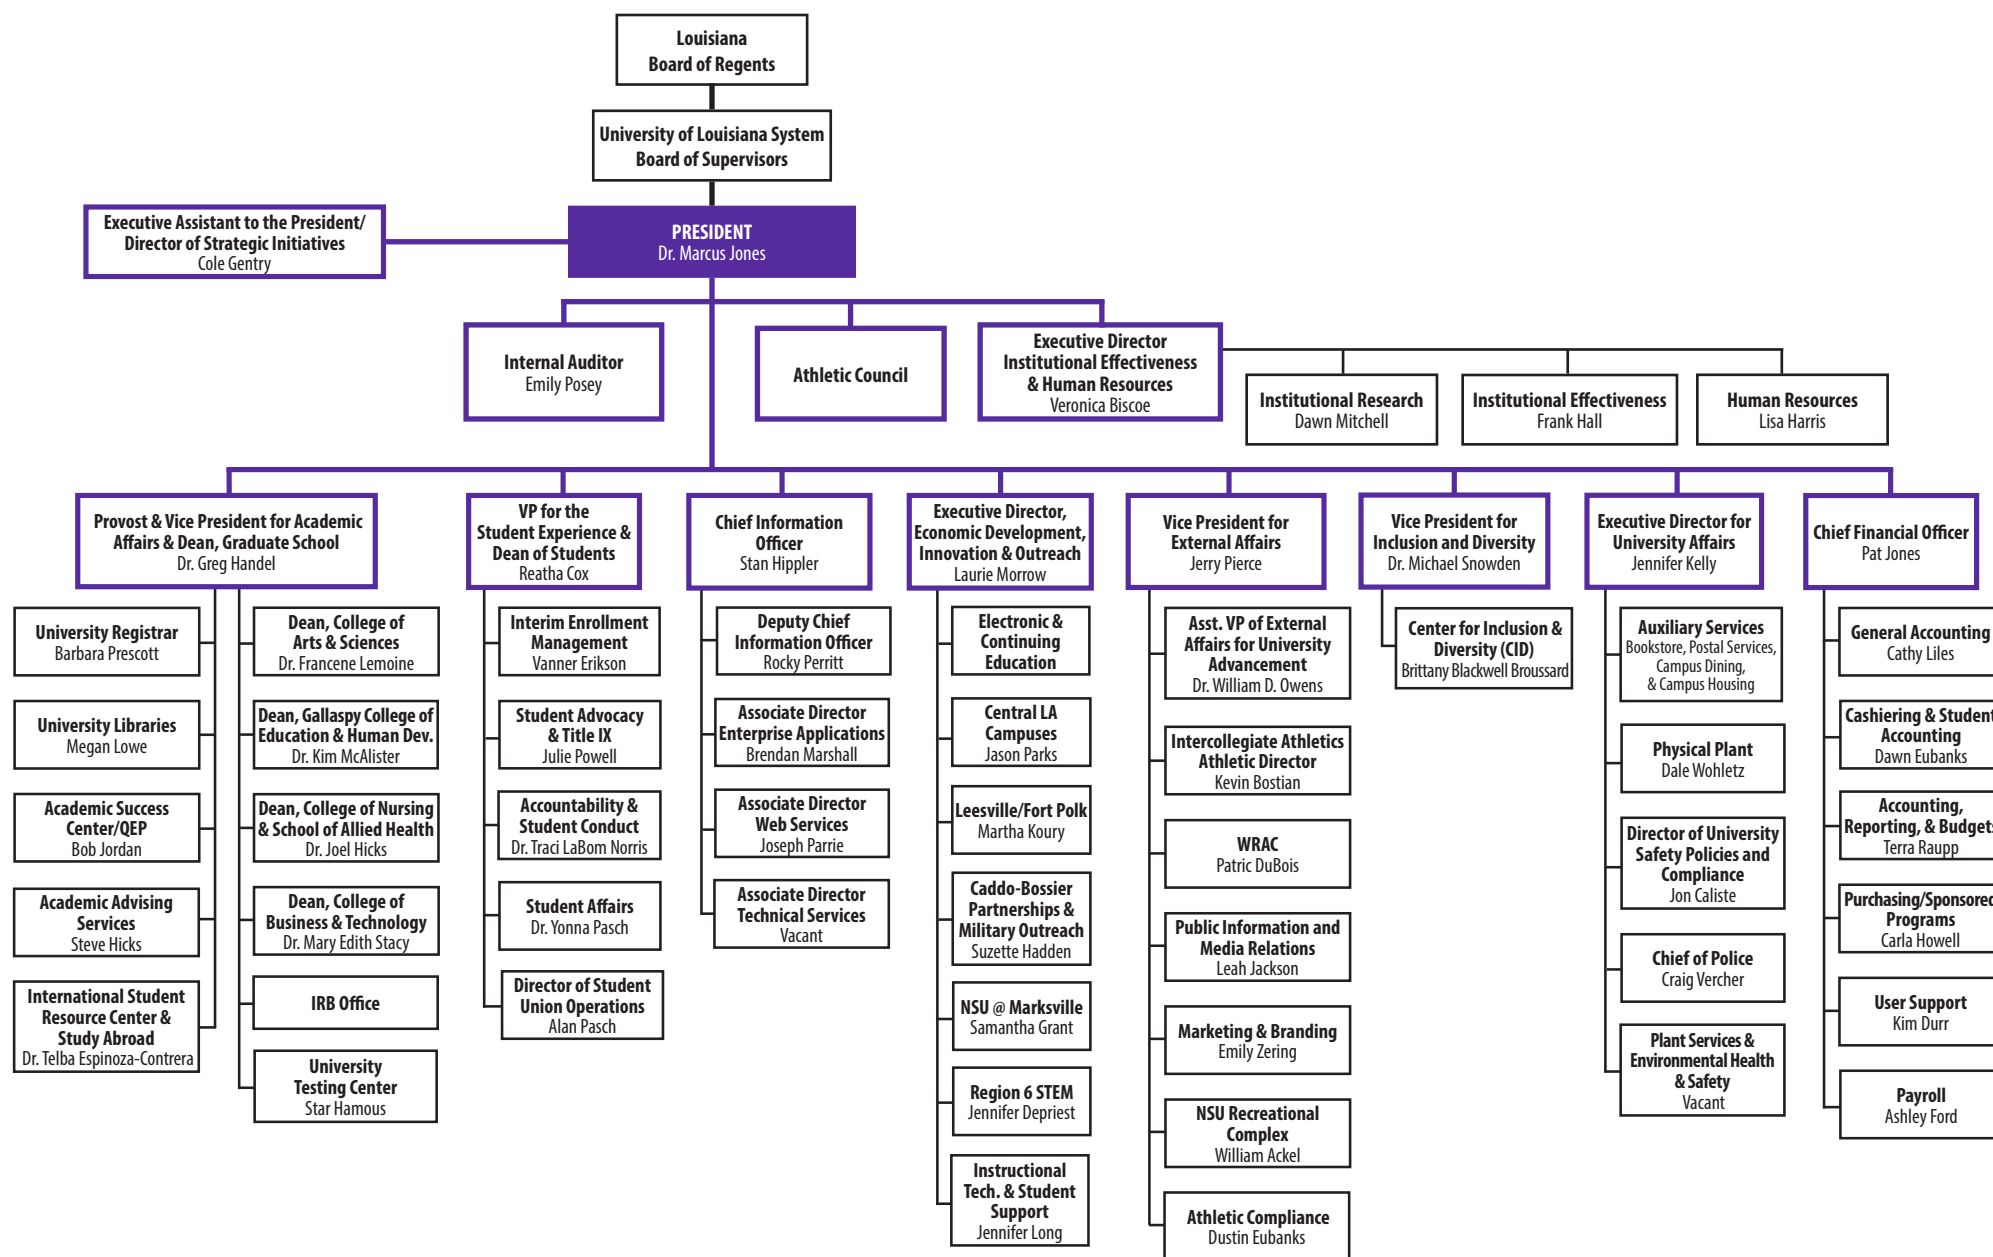 Louisiana
Board of Regents
University of Louisiana System
Board of Supervisors
Executive Assistant to the President/
Director of Strategic Initiatives
Cole Gentry
PRESIDENT
Dr. Marcus Jones
Internal Auditor
Emily Posey
Athletic Council
Executive Director
Institutional Effectiveness
& Human Resources
Veronica Biscoe
Institutional Research
Dawn Mitchell
Institutional Effectiveness
Frank Hall
Human Resources
Lisa Harris
Provost & Vice President for Academic
Affairs & Dean, Graduate School
Dr. Greg Handel
VP for the
Student Experience &
Dean of Students
Reatha Cox
Chief Information
Officer
Stan Hippler
Executive Director,
Economic Development,
Innovation & Outreach
Laurie Morrow
Vice President for
External Affairs
Jerry Pierce
Vice President for
Inclusion and Diversity
Dr. Michael Snowden
Executive Director for
University Affairs
Jennifer Kelly
Chief Financial Officer
Pat Jones
University Registrar
Barbara Prescott
University Libraries
Megan Lowe
Academic Success
Center/QEP
Bob Jordan
Academic Advising
Services
Steve Hicks
International Student
Resource Center &
Study Abroad
Dr. Telba Espinoza-Contrera
Dean, College of
Arts & Sciences
Dr. Francene Lemoine
Dean, Gallaspy College of
Education & Human Dev.
Dr. Kim McAlister
Dean, College of Nursing
& School of Allied Health
Dr. Joel Hicks
Dean, College of
Business & Technology
Dr. Mary Edith Stacy
IRB Office
University
Testing Center
Star Hamous
Interim Enrollment
Management
Vanner Erikson
Student Advocacy
& Title IX
Julie Powell
Accountability &
Student Conduct
Dr. Traci LaBom Norris
Student Affairs
Dr. Yonna Pasch
Director of Student
Union Operations
Alan Pasch
Deputy Chief
Information Officer
Rocky Perritt
Associate Director
Enterprise Applications
Brendan Marshall
Associate Director
Web Services
Joseph Parrie
Associate Director
Technical Services
Vacant
Electronic &
Continuing
Education
Central LA
Campuses
Jason Parks
Leesville/Fort Polk
Martha Koury
Caddo-Bossier
Partnerships &
Military Outreach
Suzette Hadden
NSU @ Marksville
Samantha Grant
Region 6 STEM
Jennifer Depriest
Instructional
Tech. & Student
Support
Jennifer Long
Asst. VP of External
Affairs for University
Advancement
Dr. William D. Owens
Intercollegiate Athletics
Athletic Director
Kevin Bostian
WRAC
Patric DuBois
Public Information and
Media Relations
Leah Jackson
Marketing & Branding
Emily Zering
NSU Recreational
Complex
William Ackel
Athletic Compliance
Dustin Eubanks
Center for Inclusion &
Diversity (CID)
Brittany Blackwell Broussard
Auxiliary Services
Bookstore, Postal Services,
Campus Dining,
& Campus Housing
Physical Plant
Dale Wohletz
Director of University
Safety Policies and
Compliance
Jon Caliste
Chief of Police
Craig Vercher
Plant Services &
Environmental Health
& Safety
Vacant
General Accounting
Cathy Liles
Cashiering & Student
Accounting
Dawn Eubanks
Accounting,
Reporting, & Budgets
Terra Raupp
Purchasing/Sponsored
Programs
Carla Howell
User Support
Kim Durr
Payroll
Ashley Ford